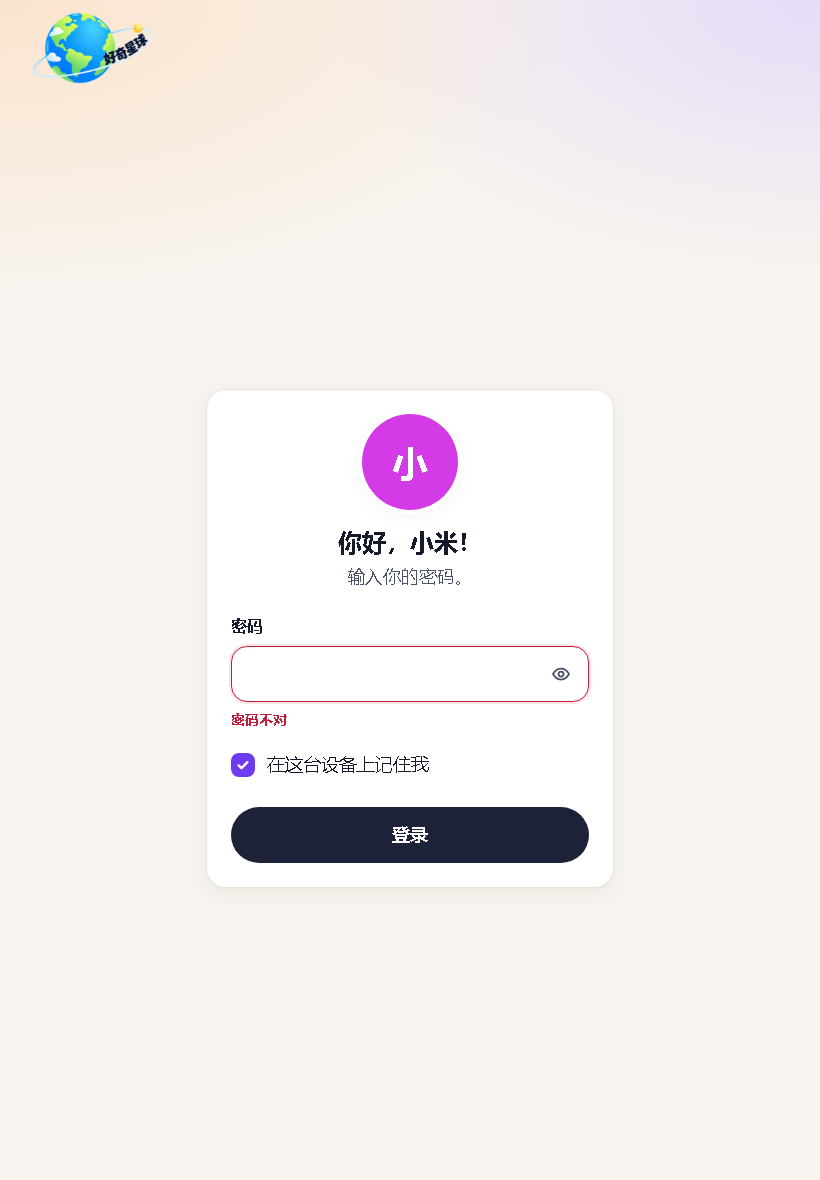 好奇星球
小
你好，小米！
输入你的密码。
密码
密码不对
在这台设备上记住我
登录